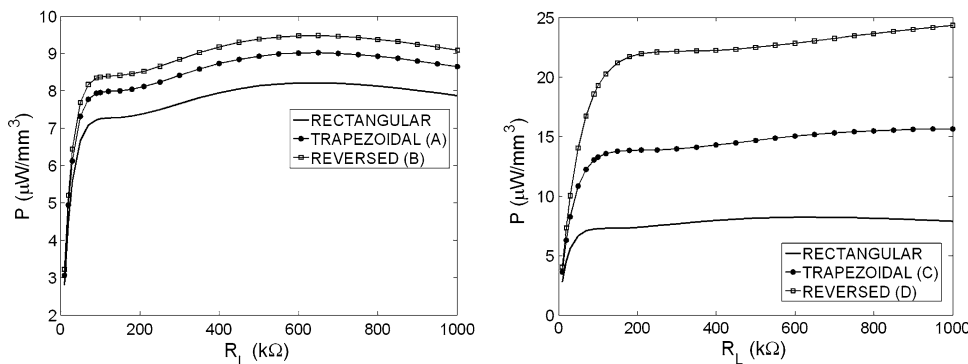 10
9
8
7
6
5
4
3
2
P (μW/mm³)
0 200 400 600 800 1000
R_L (kΩ)
RECTANGULAR
TRAPEZOIDAL (A)
REVERSED (B)
25
20
15
10
5
0
P (μW/mm³)
0 200 400 600 800 1000
R_L (kΩ)
RECTANGULAR
TRAPEZOIDAL (C)
REVERSED (D)